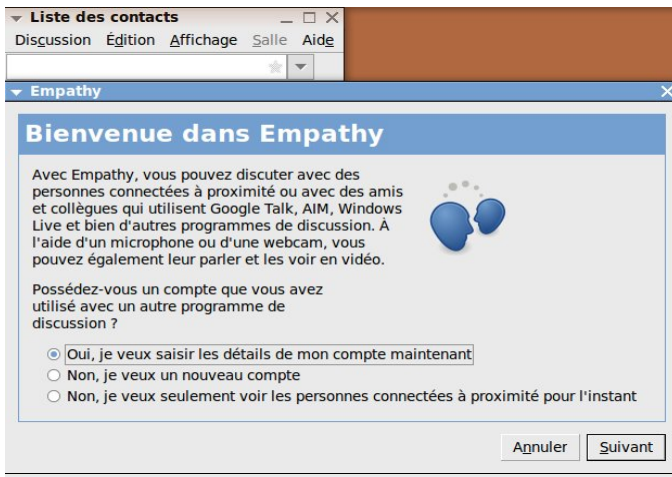 Liste des contacts
Discussion Édition Affichage Salle Aide
Empathy
Bienvenue dans Empathy
Avec Empathy, vous pouvez discuter avec des
personnes connectées à proximité ou avec des amis
et collègues qui utilisent Google Talk, AIM, Windows
Live et bien d'autres programmes de discussion. À
l'aide d'un microphone ou d'une webcam, vous
pouvez également leur parler et les voir en vidéo.
Possédez-vous un compte que vous avez
utilisé avec un autre programme de
discussion ?
Oui, je veux saisir les détails de mon compte maintenant
Non, je veux un nouveau compte
Non, je veux seulement voir les personnes connectées à proximité pour l'instant
Annuler Suivant